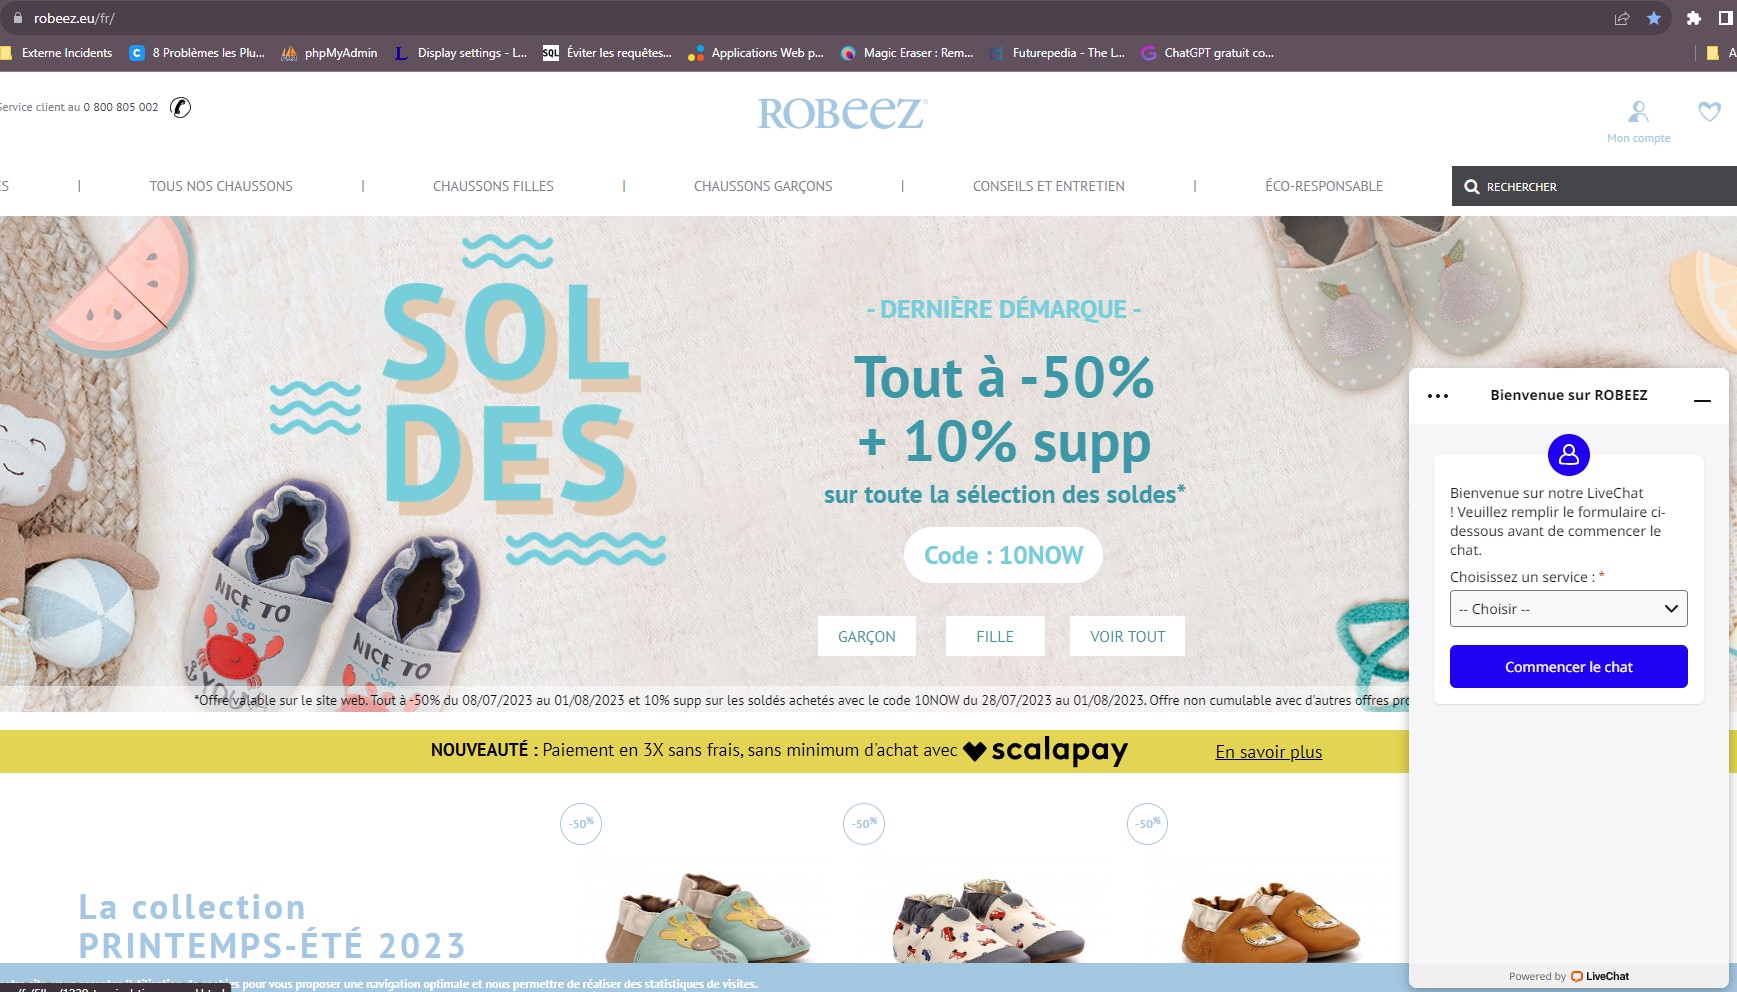 robeez.eu/fr/
Externe Incidents
8 Problèmes les Plu...
phpMyAdmin
Display settings - L...
SQL
Éviter les requêtes...
Applications Web p...
Magic Eraser : Rem...
Futurepedia - The L...
ChatGPT gratuit co...
A
Service client au 0 800 805 002
ROBEEZ
Mon compte
ES | TOUS NOS CHAUSSONS | CHAUSSONS FILLES | CHAUSSONS GARÇONS | CONSEILS ET ENTRETIEN | ÉCO-RESPONSABLE
RECHERCHER
SOL
DES
- DERNIÈRE DÉMARQUE -
Tout à -50%
+ 10% supp
sur toute la sélection des soldes*
Code : 10NOW
GARÇON
FILLE
VOIR TOUT
NICE TO
Sea
YOU
NICE TO
*Offre valable sur le site web. Tout à -50% du 08/07/2023 au 01/08/2023 et 10% supp sur les soldés achetés avec le code 10NOW du 28/07/2023 au 01/08/2023. Offre non cumulable avec d'autres offres pro
NOUVEAUTÉ : Paiement en 3X sans frais, sans minimum d'achat avec scalapay
En savoir plus
-50%
-50%
-50%
La collection
PRINTEMPS-ÉTÉ 2023
pour vous proposer une navigation optimale et nous permettre de réaliser des statistiques de visites.
Bienvenue sur ROBEEZ
Bienvenue sur notre LiveChat
! Veuillez remplir le formulaire ci-
dessous avant de commencer le
chat.
Choisissez un service : *
-- Choisir --
Commencer le chat
Powered by LiveChat